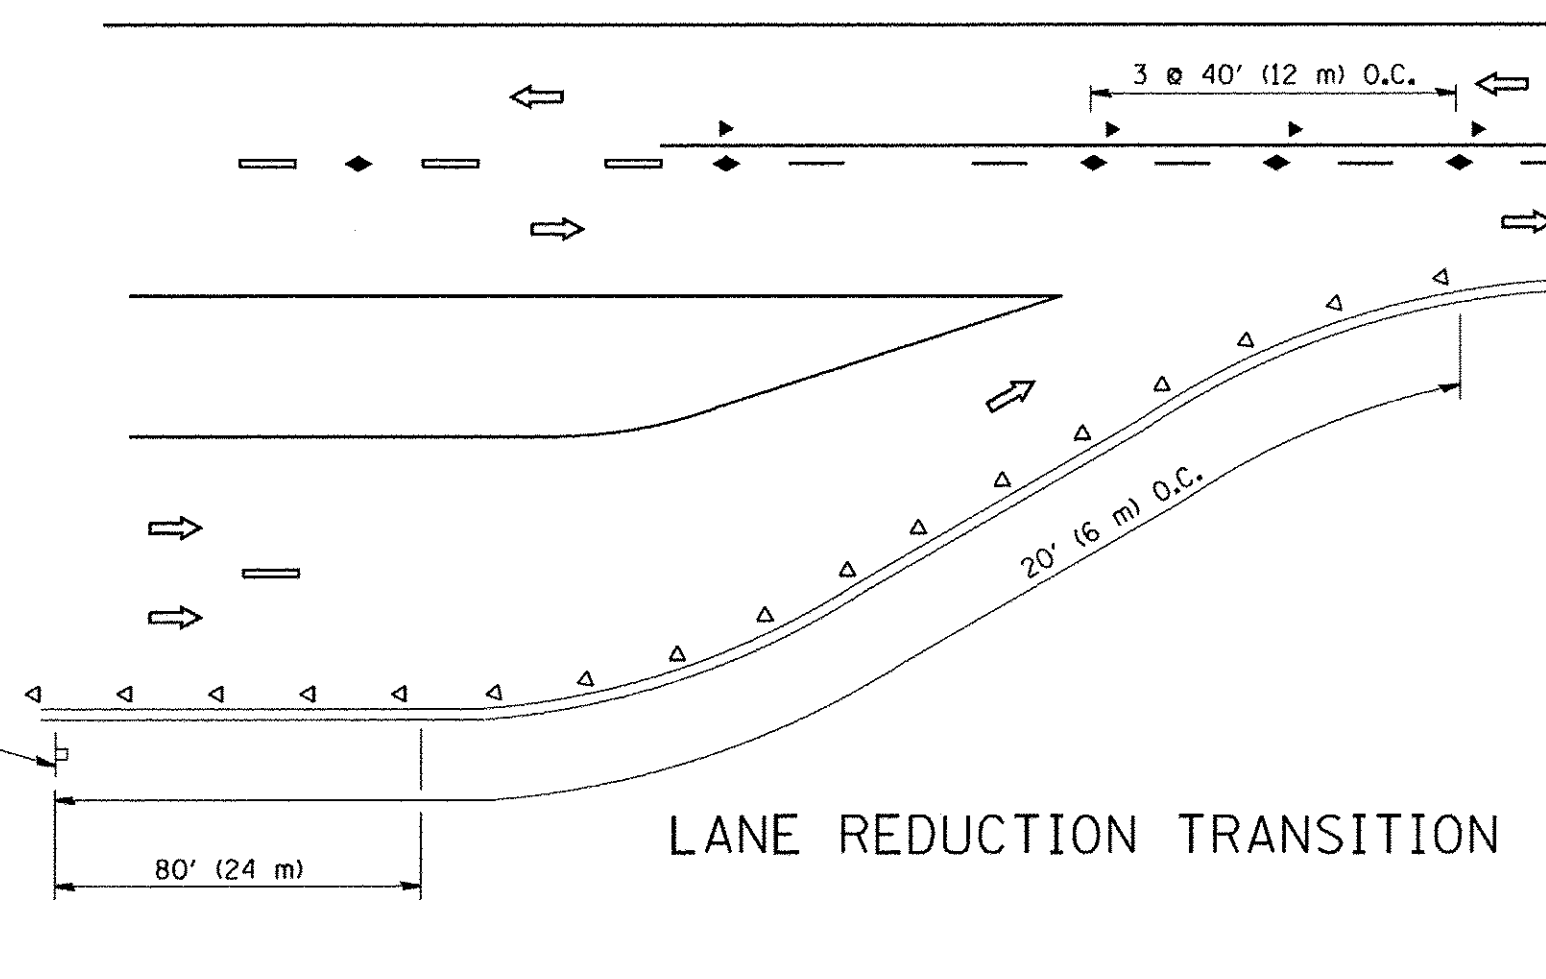 3 @ 40' (12 m) O.C.
20' (6 m) O.C.
LANE REDUCTION TRANSITION
80' (24 m)